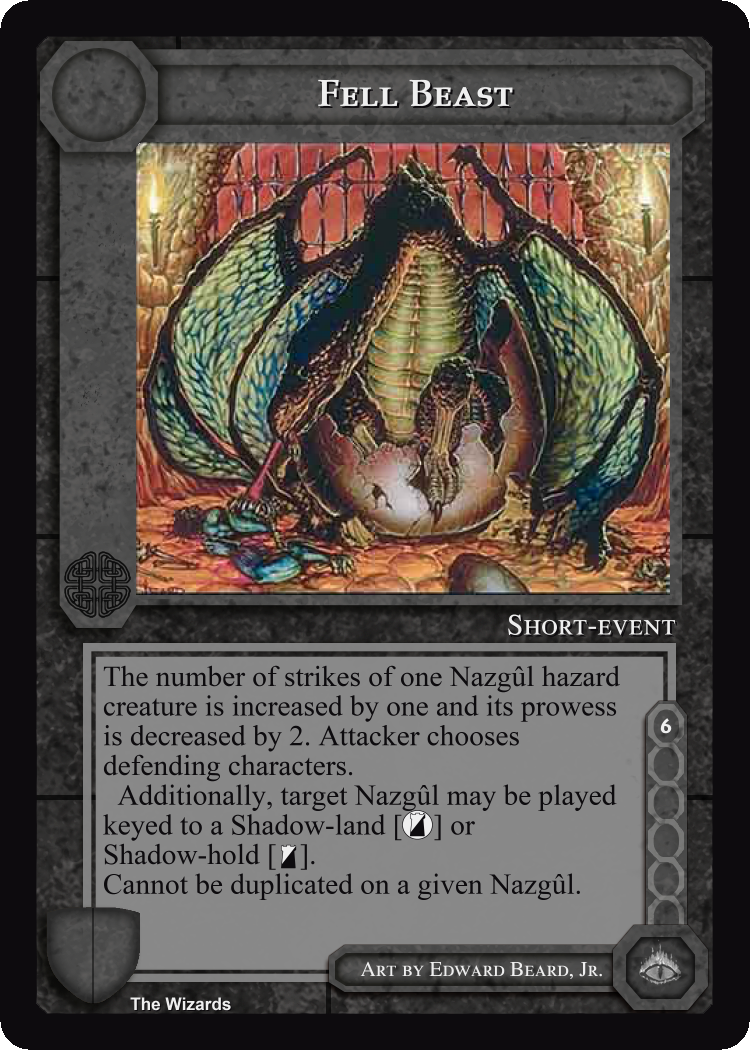 FELL BEAST
SHORT-EVENT
The number of strikes of one Nazgûl hazard
creature is increased by one and its prowess
is decreased by 2. Attacker chooses
defending characters.
Additionally, target Nazgûl may be played
keyed to a Shadow-land [] or
Shadow-hold [].
Cannot be duplicated on a given Nazgûl.
6
ART BY EDWARD BEARD, JR.
The Wizards